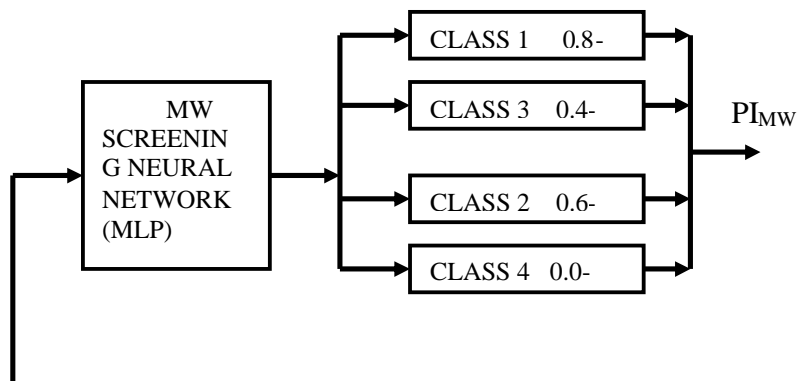 MW
SCREENIN
G NEURAL
NETWORK
(MLP)
CLASS 1 0.8-
CLASS 3 0.4-
CLASS 2 0.6-
CLASS 4 0.0-
PIMW